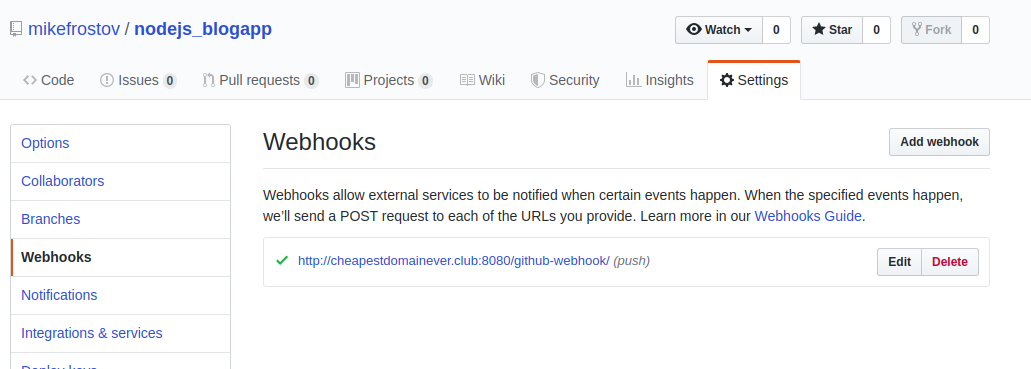 mikefrostov / nodejs_blogapp
Watch 0 Star 0 Fork 0
Code Issues 0 Pull requests 0 Projects 0 Wiki Security Insights Settings
Options
Collaborators
Branches
Webhooks
Notifications
Integrations & services
Deploy keys
Webhooks
Add webhook
Webhooks allow external services to be notified when certain events happen. When the specified events happen,
we’ll send a POST request to each of the URLs you provide. Learn more in our Webhooks Guide.
http://cheapestdomainever.club:8080/github-webhook/ (push)
Edit Delete